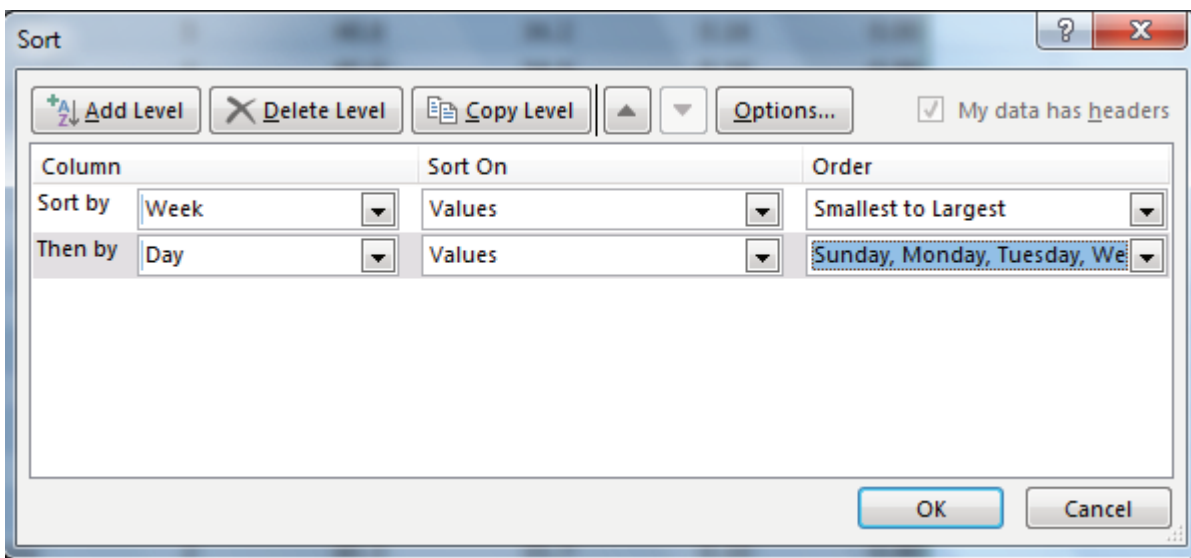 Sort
Add Level Delete Level Copy Level Options... My data has headers
Column Sort On Order
Sort by Week Values Smallest to Largest
Then by Day Values Sunday, Monday, Tuesday, We
OK Cancel